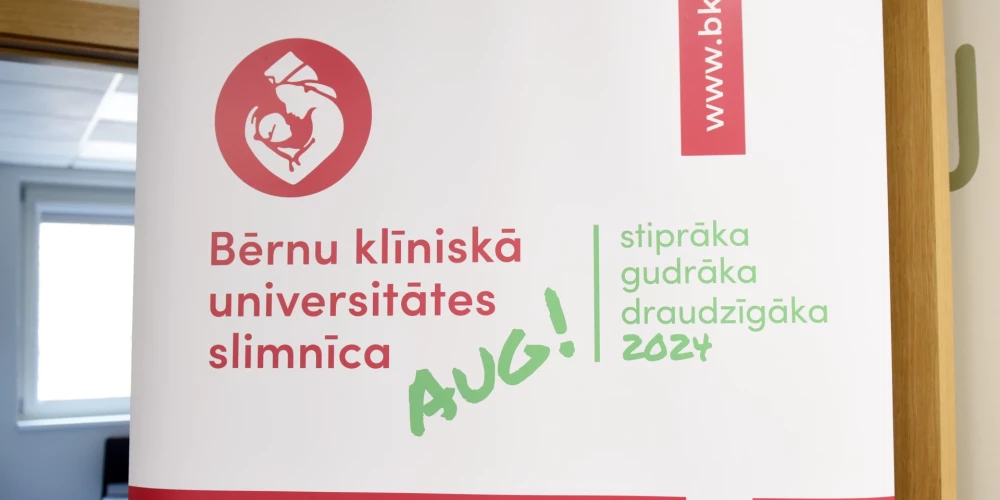 www.bk
Bērnu klīniskā
universitātes
slimnīca
AUG!
stiprāka
gudrāka
draudzīgāka
2024